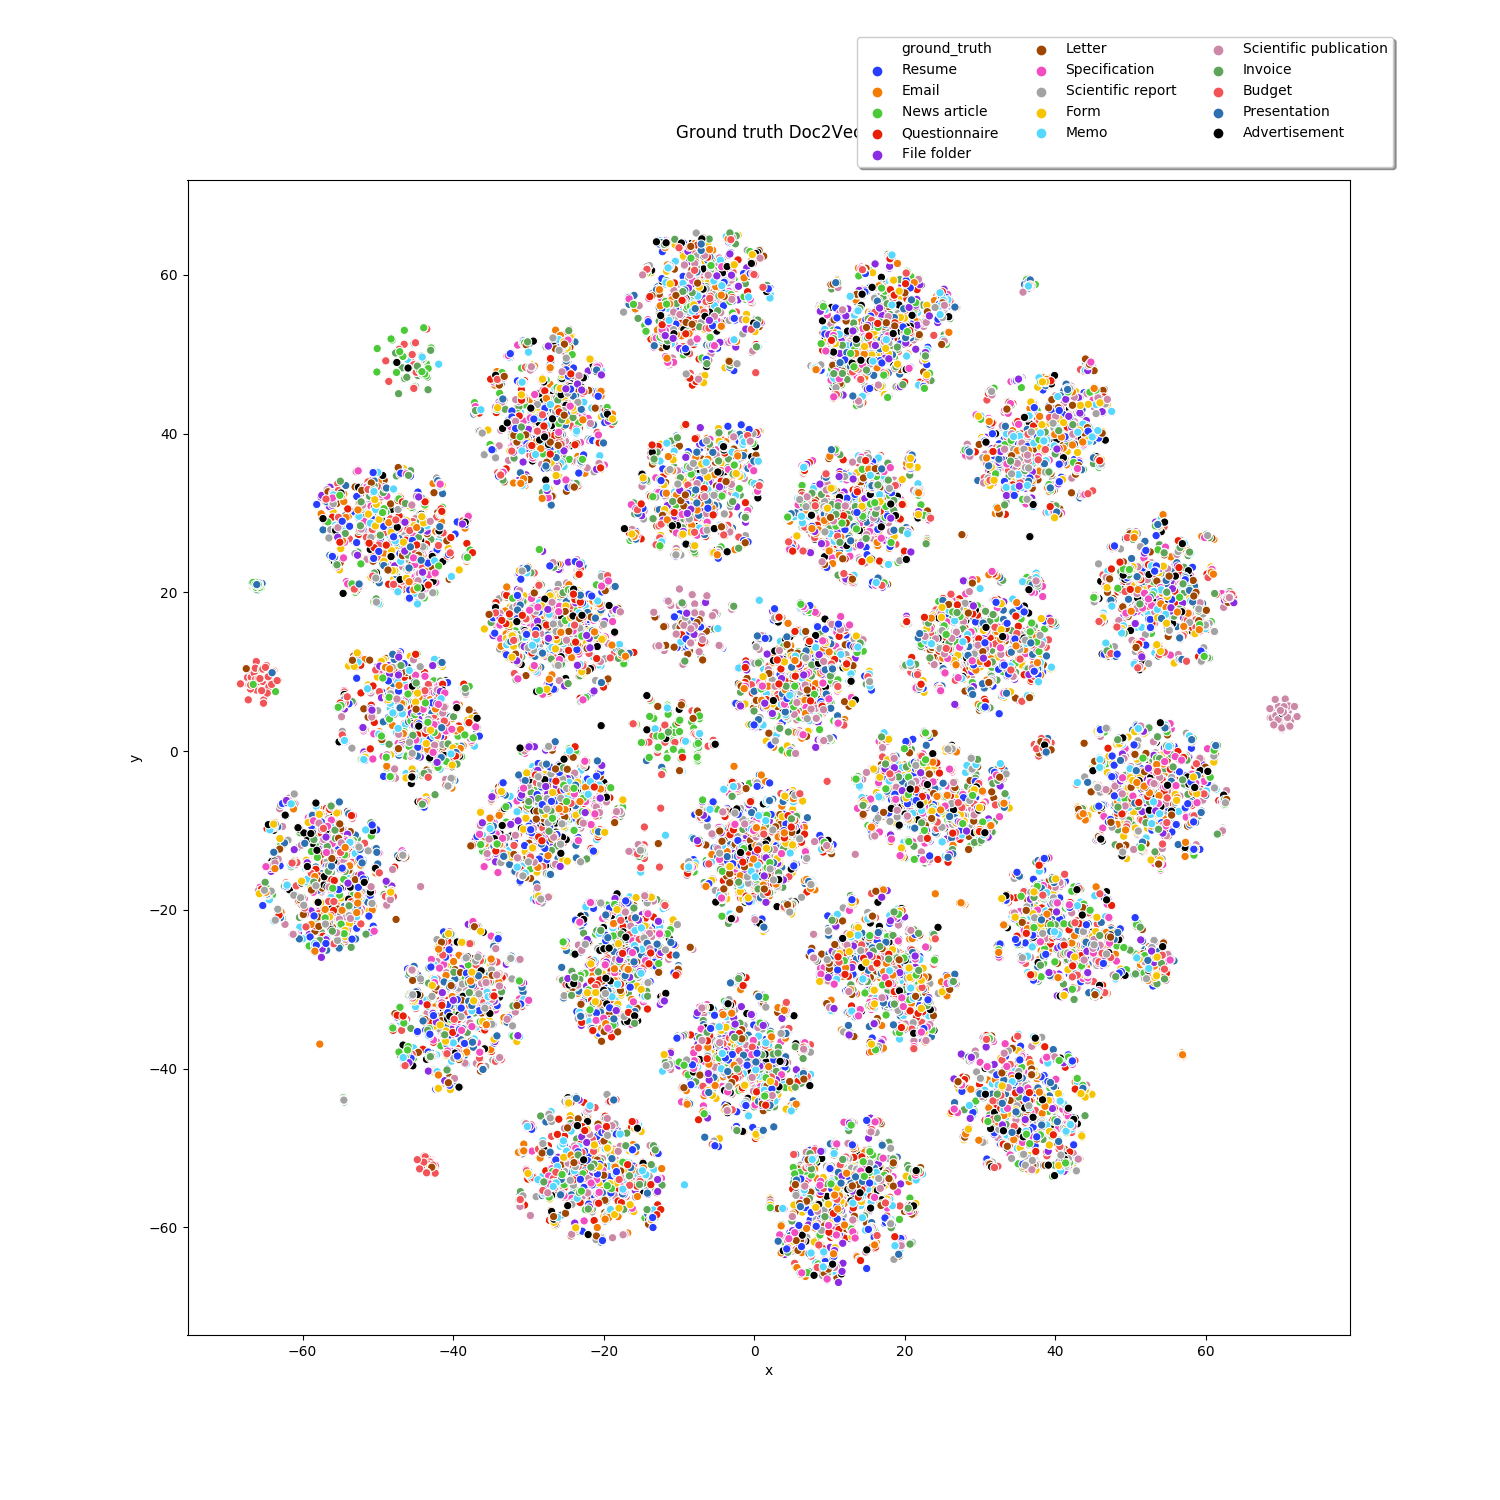 ground_truth
Resume
Email
News article
Questionnaire
File folder
Letter
Specification
Scientific report
Form
Memo
Scientific publication
Invoice
Budget
Presentation
Advertisement
Ground truth
60
40
20
0
−20
−40
−60
y
−60
−40
−20
0
20
40
60
x